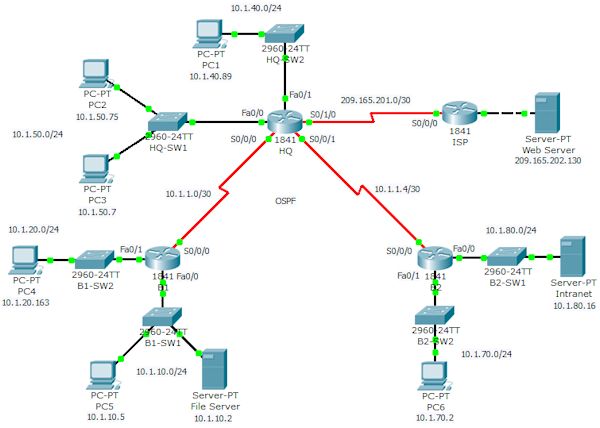 10.1.40.0/24
PC-PT
PC1
10.1.40.89
2960-24TT
HQ-SW2
Fa0/1
PC-PT
PC2
10.1.50.75
10.1.50.0/24
2960-24TT
HQ-SW1
Fa0/0
S0/1/0
209.165.201.0/30
S0/0/0
1841
ISP
Server-PT
Web Server
209.165.202.130
S0/0/0
S0/0/1
1841
HQ
PC-PT
PC3
10.1.50.7
10.1.1.0/30
OSPF
10.1.1.4/30
10.1.20.0/24
PC-PT
PC4
10.1.20.163
2960-24TT
B1-SW2
Fa0/1
S0/0/0
1841
B1
Fa0/0
S0/0/0
Fa0/0
Fa0/1
1841
B2
10.1.80.0/24
2960-24TT
B2-SW1
Server-PT
Intranet
10.1.80.16
2960-24TT
B1-SW1
10.1.10.0/24
PC-PT
PC5
10.1.10.5
Server-PT
File Server
10.1.10.2
2960-24TT
B2-SW2
10.1.70.0/24
PC-PT
PC6
10.1.70.2